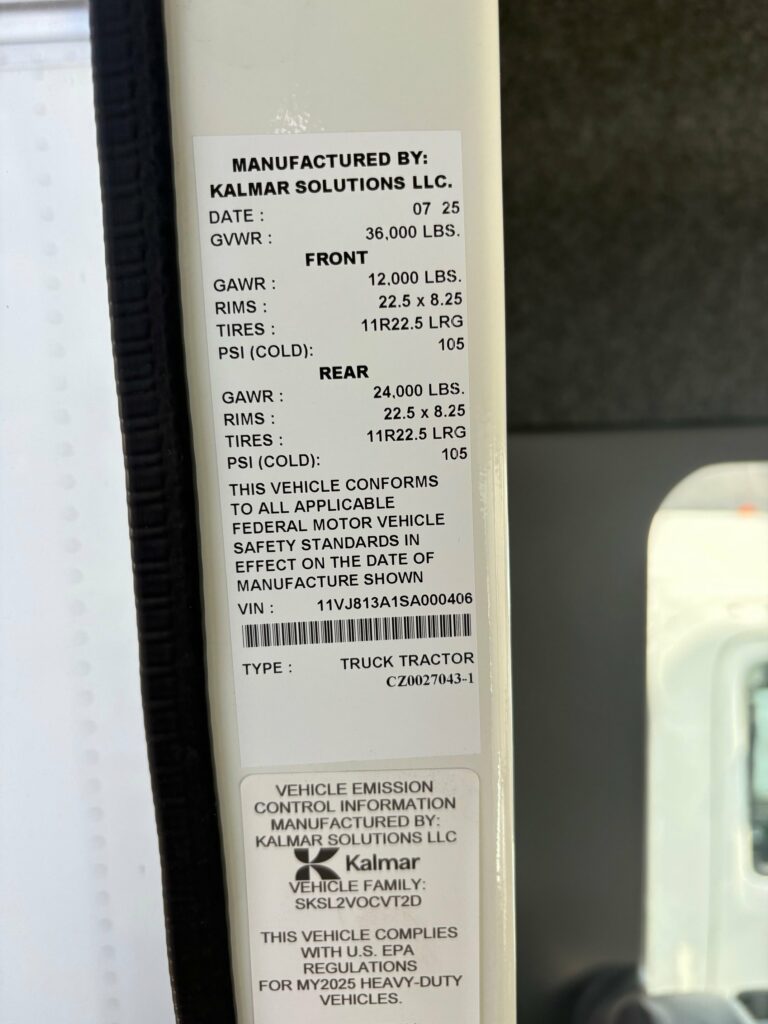 MANUFACTURED BY:
KALMAR SOLUTIONS LLC.
DATE : 07 25
GVWR : 36,000 LBS.
FRONT
GAWR : 12,000 LBS.
RIMS : 22.5 x 8.25
TIRES : 11R22.5 LRG
PSI (COLD): 105
REAR
GAWR : 24,000 LBS.
RIMS : 22.5 x 8.25
TIRES : 11R22.5 LRG
PSI (COLD): 105
THIS VEHICLE CONFORMS
TO ALL APPLICABLE
FEDERAL MOTOR VEHICLE
SAFETY STANDARDS IN
EFFECT ON THE DATE OF
MANUFACTURE SHOWN
VIN : 11VJ813A1SA000406
TYPE : TRUCK TRACTOR
CZ0027043-1
VEHICLE EMISSION
CONTROL INFORMATION
MANUFACTURED BY:
KALMAR SOLUTIONS LLC
Kalmar
VEHICLE FAMILY:
SKSL2VOCVT2D
THIS VEHICLE COMPLIES
WITH U.S. EPA
REGULATIONS
FOR MY2025 HEAVY-DUTY
VEHICLES.